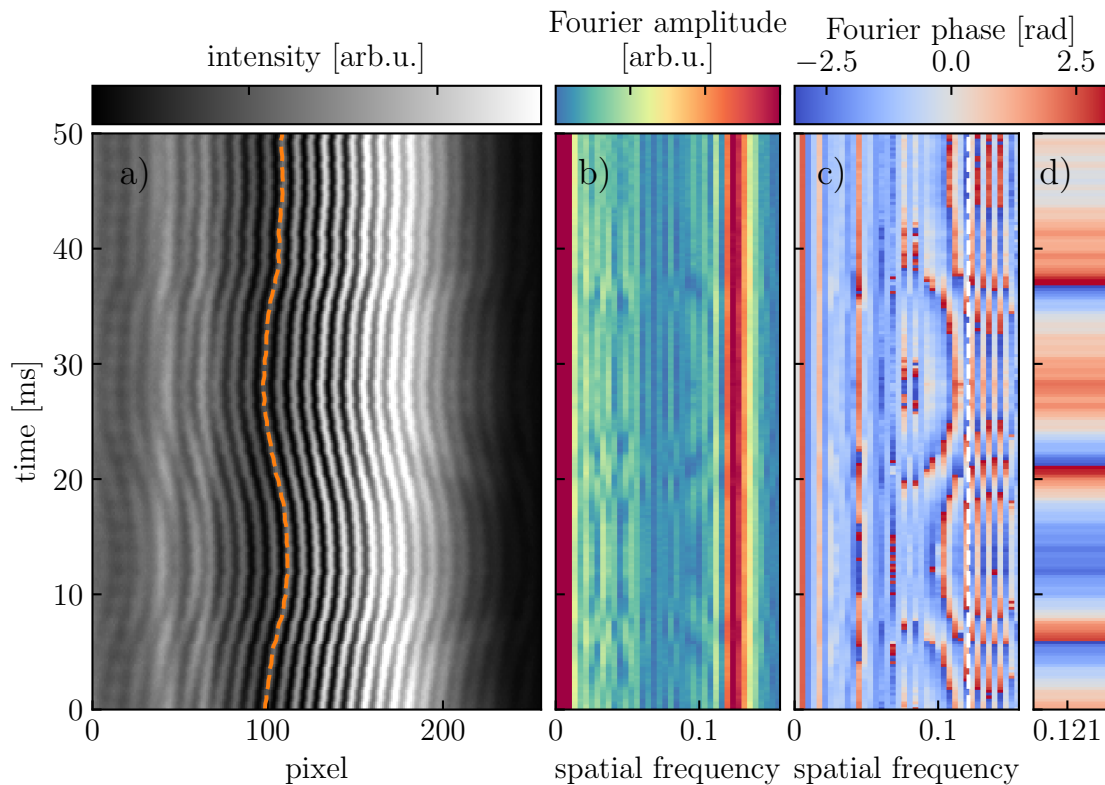 Fourier amplitude
[arb.u.]
Fourier phase [rad]
intensity [arb.u.]
−2.5 0.0 2.5
a) b) c) d)
50
40
30
20
10
0
time [ms]
0 100 200
0 0.1
0 0.1
0.121
pixel
spatial frequency
spatial frequency